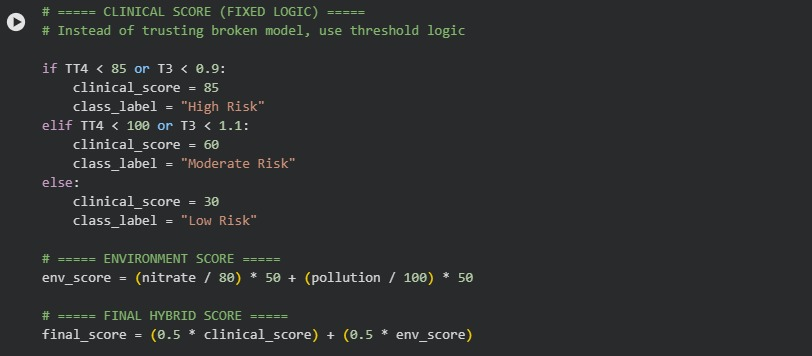 # ===== CLINICAL SCORE (FIXED LOGIC) =====
# Instead of trusting broken model, use threshold logic
if TT4 < 85 or T3 < 0.9:
    clinical_score = 85
    class_label = "High Risk"
elif TT4 < 100 or T3 < 1.1:
    clinical_score = 60
    class_label = "Moderate Risk"
else:
    clinical_score = 30
    class_label = "Low Risk"
# ===== ENVIRONMENT SCORE =====
env_score = (nitrate / 80) * 50 + (pollution / 100) * 50
# ===== FINAL HYBRID SCORE =====
final_score = (0.5 * clinical_score) + (0.5 * env_score)